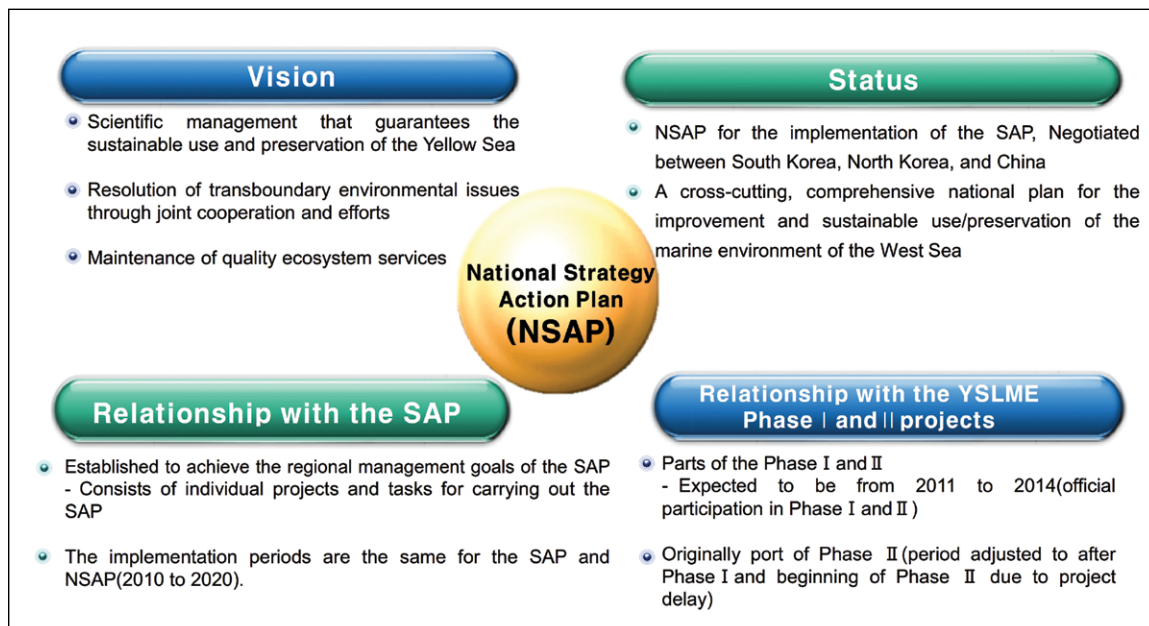 Vision
Scientific management that guarantees the
sustainable use and preservation of the Yellow Sea
Resolution of transboundary environmental issues
through joint cooperation and efforts
Maintenance of quality ecosystem services
Status
NSAP for the implementation of the SAP, Negotiated
between South Korea, North Korea, and China
A cross-cutting, comprehensive national plan for the
improvement and sustainable use/preservation of the
marine environment of the West Sea
National Strategy
Action Plan
(NSAP)
Relationship with the SAP
Established to achieve the regional management goals of the SAP
- Consists of individual projects and tasks for carrying out the
SAP
The implementation periods are the same for the SAP and
NSAP(2010 to 2020).
Relationship with the YSLME
Phase Ⅰ and Ⅱ projects
Parts of the Phase Ⅰ and Ⅱ
- Expected to be from 2011 to 2014(official
participation in Phase Ⅰ and Ⅱ)
Originally port of Phase Ⅱ(period adjusted to after
Phase Ⅰ and beginning of Phase Ⅱ due to project
delay)